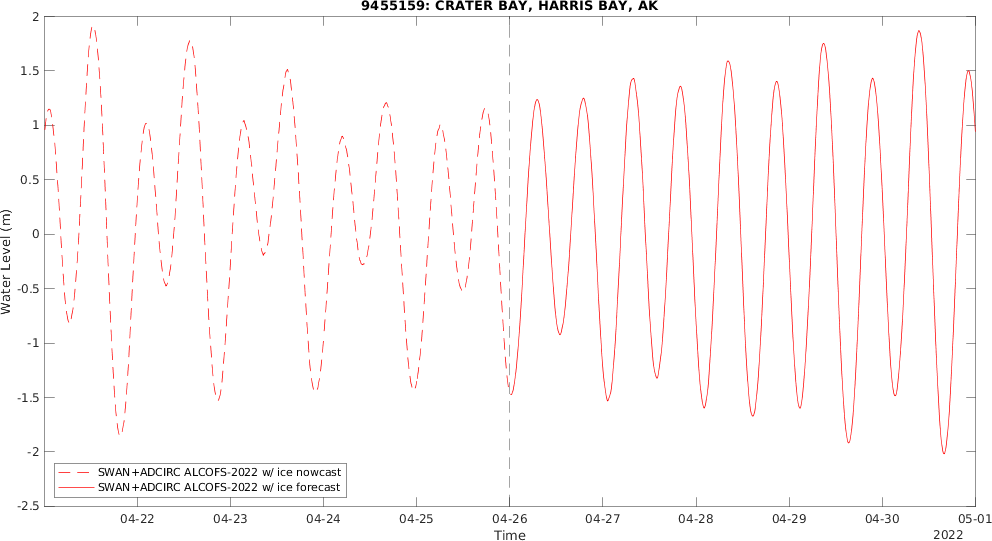 9455159: CRATER BAY, HARRIS BAY, AK
2
1.5
1
0.5
0
-0.5
-1
-1.5
-2
-2.5
Water Level (m)
SWAN+ADCIRC ALCOFS-2022 w/ ice nowcast
SWAN+ADCIRC ALCOFS-2022 w/ ice forecast
04-22 04-23 04-24 04-25 04-26 04-27 04-28 04-29 04-30 05-01
Time
2022